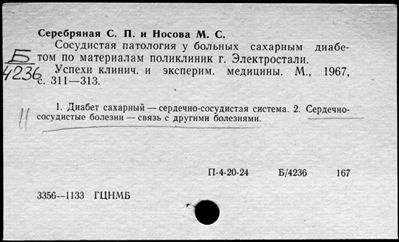 Серебряная С. П. и Носова М. С.
Сосудистая патология у больных сахарным диабе-
том по материалам поликлиник г. Электростали.
Б
4236
Успехи клинич. и эксперим. медицины. М., 1967,
с. 311—313.
1. Диабет сахарный — сердечно-сосудистая система. 2. Сердечно-
сосудистые болезни — связь с другими болезнями.
П-4-20-24 Б/4236 167
3356—1133 ГЦНМБ